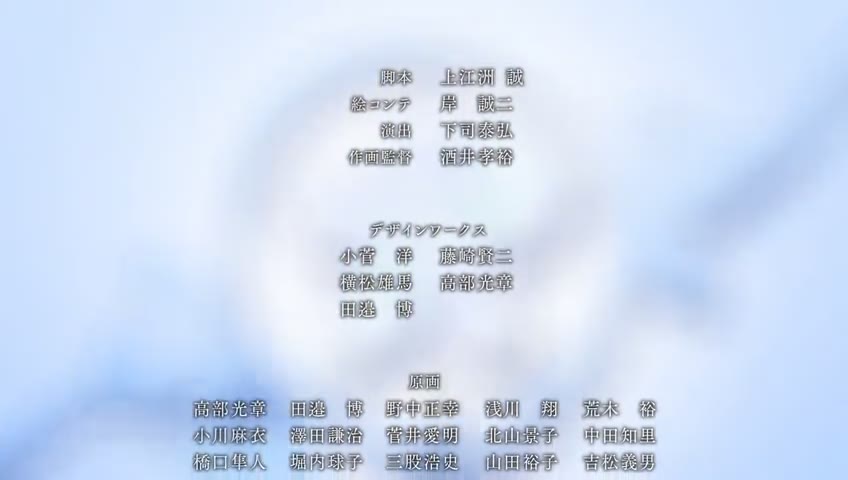 脚本 上江洲 誠
絵コンテ 岸 誠二
演出 下司泰弘
作画監督 酒井孝裕
デザインワークス
小菅 洋 藤崎賢二
横松雄馬 高部光章
田邉 博
原画
高部光章 田邉 博 野中正幸 浅川 翔 荒木 裕
小川麻衣 澤田謙治 菅井愛明 北山景子 中田知里
橋口隼人 堀内球子 三股浩史 山田裕子 吉松義男